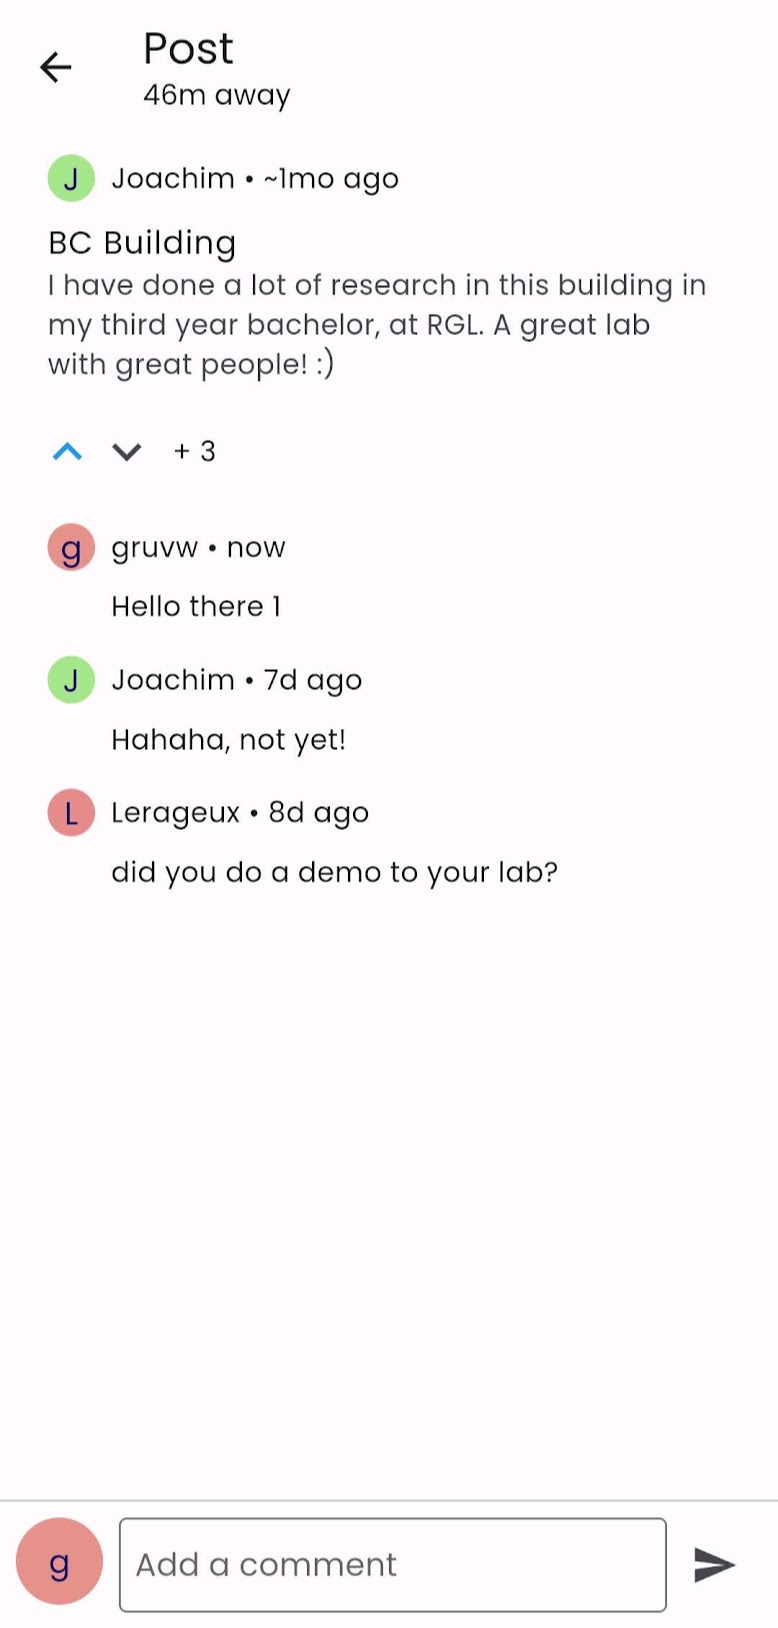 Post
46m away
J Joachim • ~1mo ago
BC Building
I have done a lot of research in this building in
my third year bachelor, at RGL. A great lab
with great people! :)
+ 3
g gruvw • now
Hello there 1
J Joachim • 7d ago
Hahaha, not yet!
L Lerageux • 8d ago
did you do a demo to your lab?
g Add a comment